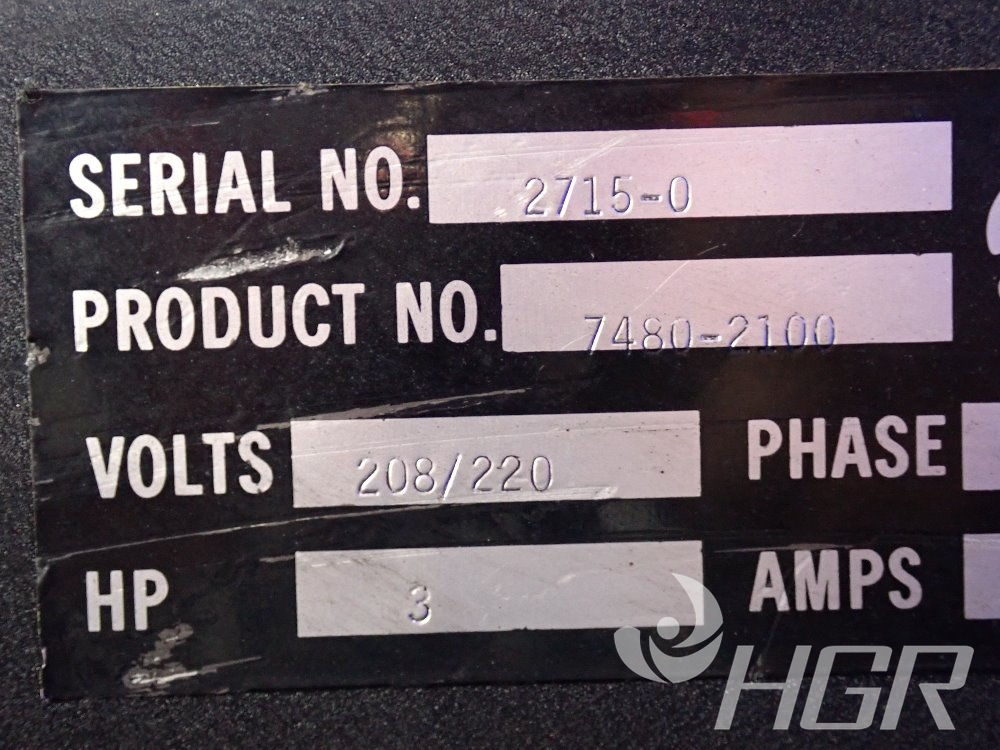 SERIAL NO. 2715-0
PRODUCT NO. 7480-2100
VOLTS 208/220 PHASE
HP 3 AMPS
HGR